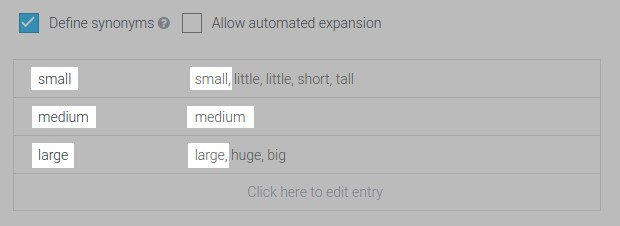 Define synonyms ? Allow automated expansion
small small, little, little, short, tall
medium medium
large large, huge, big
Click here to edit entry